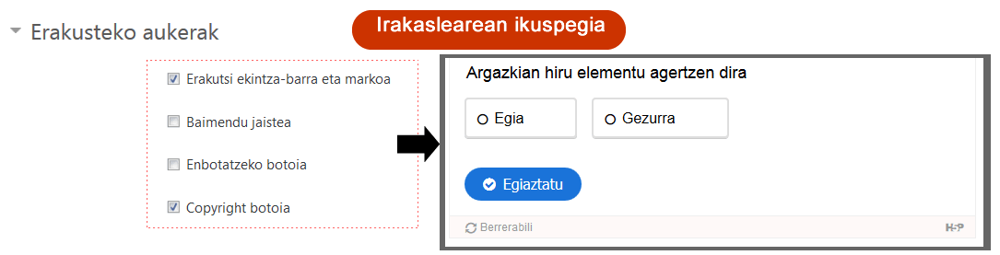 Irakaslearean ikuspegia
Erakusteko aukerak
Erakutsi ekintza-barra eta markoa
Baimendu jaistea
Enbotatzeko botoia
Copyright botoia
Argazkian hiru elementu agertzen dira
Egia
Gezurra
Egiaztatu
Berrerabili
H5P